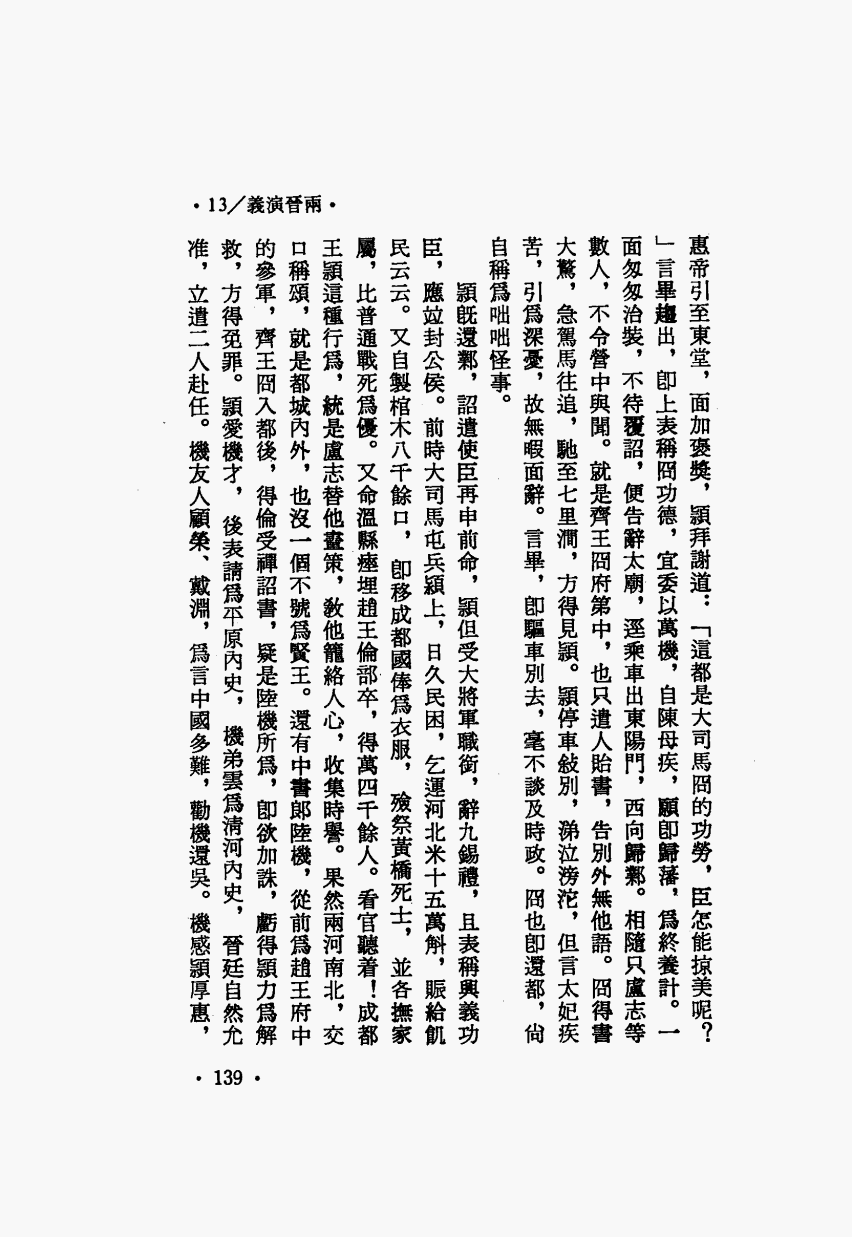 •13/義演晉兩•
惠帝引至東堂，面加褒獎，穎拜謝道：「這都是大司馬冏的功勞，臣怎能掠美呢？
」言畢趨出，卽上表稱冏功德，宜委以萬機，自陳母疾，願卽歸藩，爲終養計。一
面匆匆治裝，不待覆詔，便告辭太廟，逕乘車出東陽門，西向歸鄴。相隨只盧志等
數人，不令營中與聞。就是齊王冏府第中，也只遣人貽書，告別外無他語。冏得書
大驚，急駕馬往追，馳至七里澗，方得見穎。穎停車敍別，涕泣滂沱，但言太妃疾
苦，引爲深憂，故無暇面辭。言畢，卽驅車別去，毫不談及時政。冏也卽還都，尙
自稱爲咄咄怪事。
穎旣還鄴，詔遣使臣再申前命，穎但受大將軍職銜，辭九錫禮，且表稱興義功
臣，應竝封公侯。前時大司馬屯兵潁上，日久民困，乞運河北米十五萬斛，賑給飢
民云云。又自製棺木八千餘口，卽移成都國俸爲衣服，殮祭黃橋死士，並各撫家
屬，比普通戰死爲優。又命溫縣瘞埋趙王倫部卒，得萬四千餘人。看官聽着！成都
王穎這種行爲，統是盧志替他畫策，敎他籠絡人心，收集時譽。果然兩河南北，交
口稱頌，就是都城內外，也沒一個不號爲賢王。還有中書郎陸機，從前爲趙王府中
的參軍，齊王冏入都後，得倫受禪詔書，疑是陸機所爲，卽欲加誅，虧得穎力爲解
救，方得免罪。穎愛機才，後表請爲平原內史，機弟雲爲淸河內史，晉廷自然允
准，立遣二人赴任。機友人顧榮、戴淵，爲言中國多難，勸機還吳。機感穎厚惠，
•139•